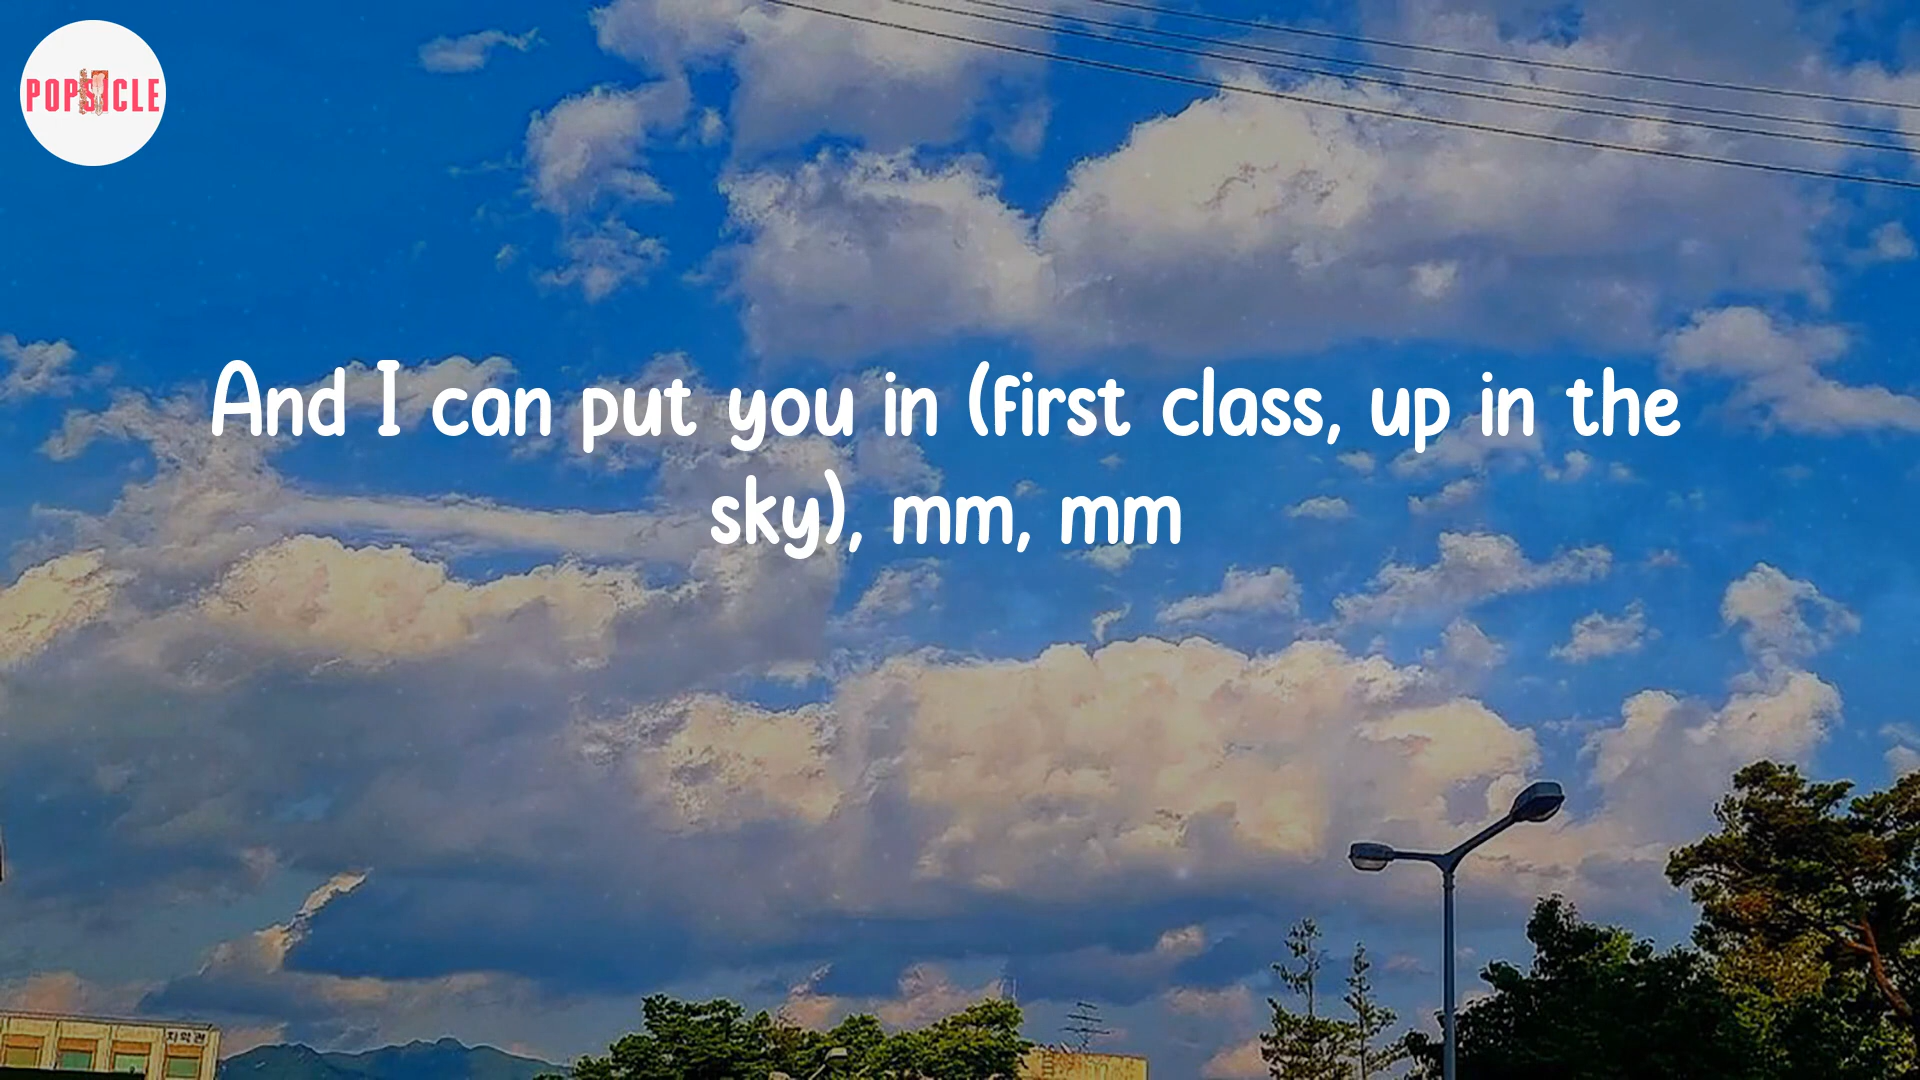 POPSICLE
And I can put you in (first class, up in the
sky), mm, mm